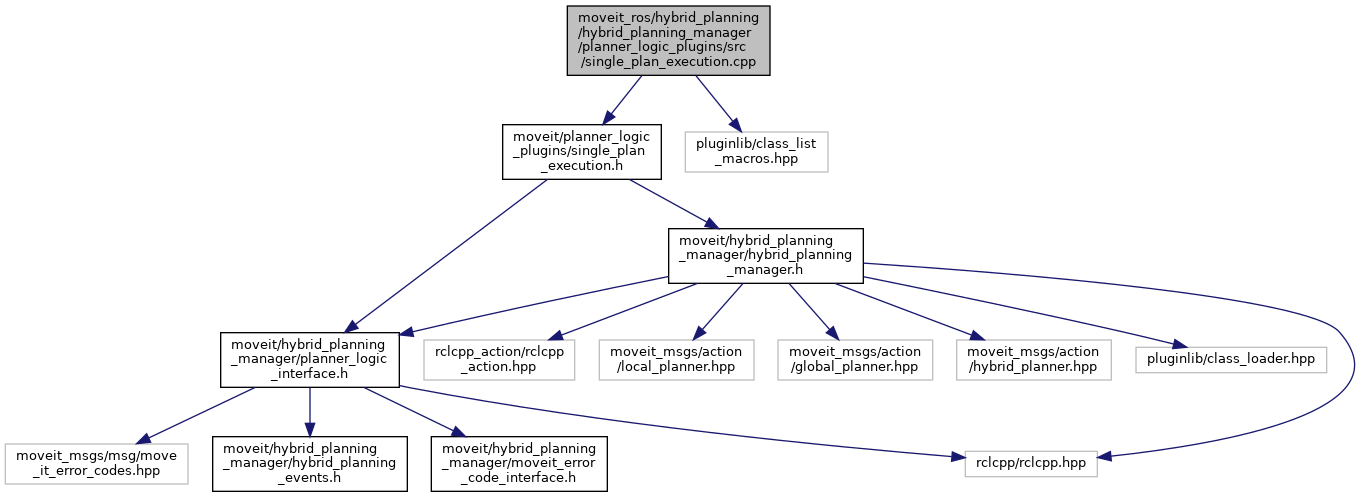 moveit_ros/hybrid_planning
/hybrid_planning_manager
/planner_logic_plugins/src
/single_plan_execution.cpp
moveit/planner_logic
_plugins/single_plan
_execution.h
pluginlib/class_list
_macros.hpp
moveit/hybrid_planning
_manager/hybrid_planning
_manager.h
moveit/hybrid_planning
_manager/planner_logic
_interface.h
rclcpp_action/rclcpp
_action.hpp
moveit_msgs/action
/local_planner.hpp
moveit_msgs/action
/global_planner.hpp
moveit_msgs/action
/hybrid_planner.hpp
pluginlib/class_loader.hpp
moveit_msgs/msg/move
_it_error_codes.hpp
moveit/hybrid_planning
_manager/hybrid_planning
_events.h
moveit/hybrid_planning
_manager/moveit_error
_code_interface.h
rclcpp/rclcpp.hpp